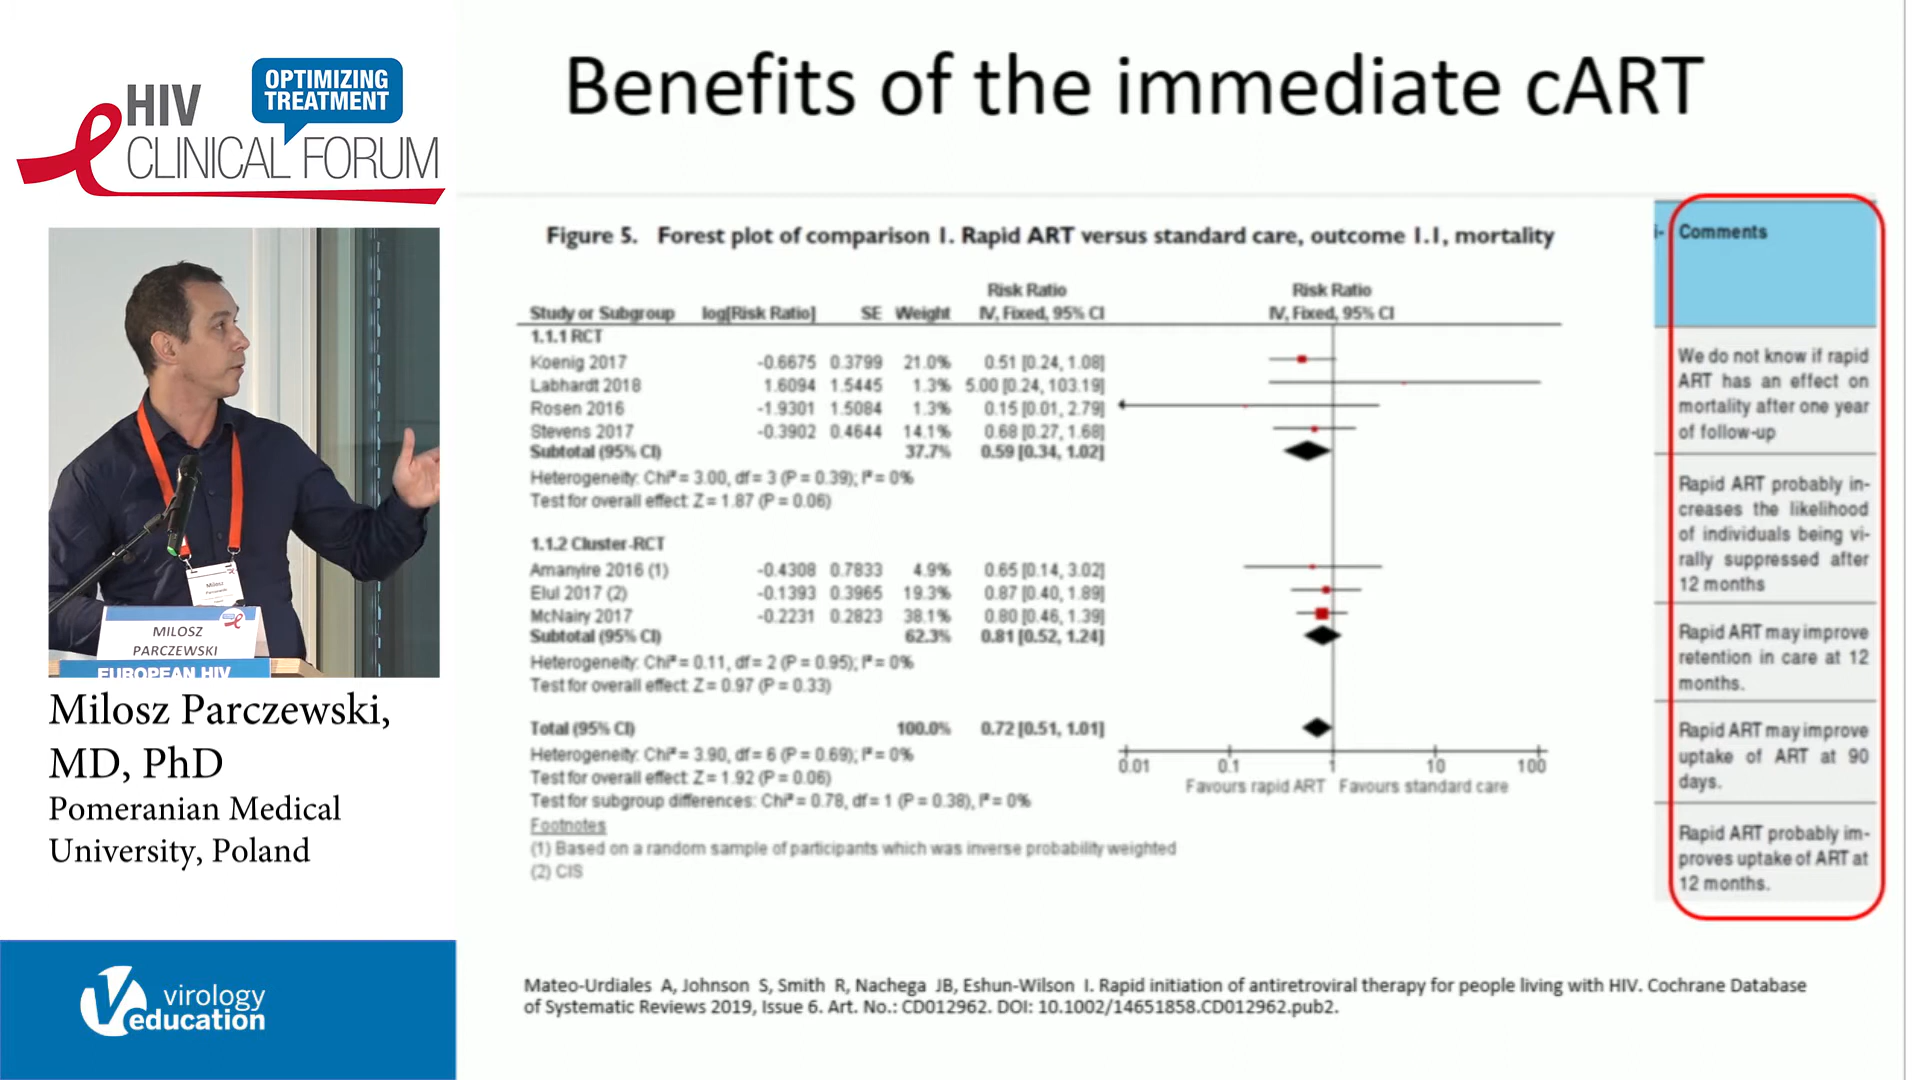 HIV
OPTIMIZING
TREATMENT
CLINICAL FORUM
MILOSZ
PARCZEWSKI
EUROPEAN HIV
Milosz Parczewski,
MD, PhD
Pomeranian Medical
University, Poland
virology
education
Benefits of the immediate cART
Figure 5. Forest plot of comparison 1. Rapid ART versus standard care, outcome 1.1, mortality
Risk Ratio Risk Ratio
Study or Subgroup log[Risk Ratio] SE Weight IV, Fixed, 95% CI IV, Fixed, 95% CI
1.1.1 RCT
Koenig 2017 -0.6675 0.3799 21.0% 0.51 [0.24, 1.08]
Labhardt 2018 1.6094 1.5445 1.3% 5.00 [0.24, 103.19]
Rosen 2016 -1.9301 1.5084 1.3% 0.15 [0.01, 2.79]
Stevens 2017 -0.3902 0.4644 14.1% 0.68 [0.27, 1.68]
Subtotal (95% CI) 37.7% 0.59 [0.34, 1.02]
Heterogeneity: Chi² = 3.00, df = 3 (P = 0.39); I² = 0%
Test for overall effect: Z = 1.87 (P = 0.06)
1.1.2 Cluster-RCT
Amanyire 2016 (1) -0.4308 0.7833 4.9% 0.65 [0.14, 3.02]
Elul 2017 (2) -0.1393 0.3965 19.3% 0.87 [0.40, 1.89]
McNairy 2017 -0.2231 0.2823 38.1% 0.80 [0.46, 1.39]
Subtotal (95% CI) 62.3% 0.81 [0.52, 1.24]
Heterogeneity: Chi² = 0.11, df = 2 (P = 0.95); I² = 0%
Test for overall effect: Z = 0.97 (P = 0.33)
Total (95% CI) 100.0% 0.72 [0.51, 1.01]
Heterogeneity: Chi² = 3.90, df = 6 (P = 0.69); I² = 0%
Test for overall effect: Z = 1.92 (P = 0.06)
Test for subgroup differences: Chi² = 0.78, df = 1 (P = 0.38), I² = 0%
0.01 0.1 1 10 100
Favours rapid ART Favours standard care
Footnotes
(1) Based on a random sample of participants which was inverse probability weighted
(2) CIS
i- Comments
We do not know if rapid
ART has an effect on
mortality after one year
of follow-up
Rapid ART probably in-
creases the likelihood
of individuals being vi-
rally suppressed after
12 months
Rapid ART may improve
retention in care at 12
months.
Rapid ART may improve
uptake of ART at 90
days.
Rapid ART probably im-
proves uptake of ART at
12 months.
Mateo-Urdiales A, Johnson S, Smith R, Nachega JB, Eshun-Wilson I. Rapid initiation of antiretroviral therapy for people living with HIV. Cochrane Database
of Systematic Reviews 2019, Issue 6. Art. No.: CD012962. DOI: 10.1002/14651858.CD012962.pub2.